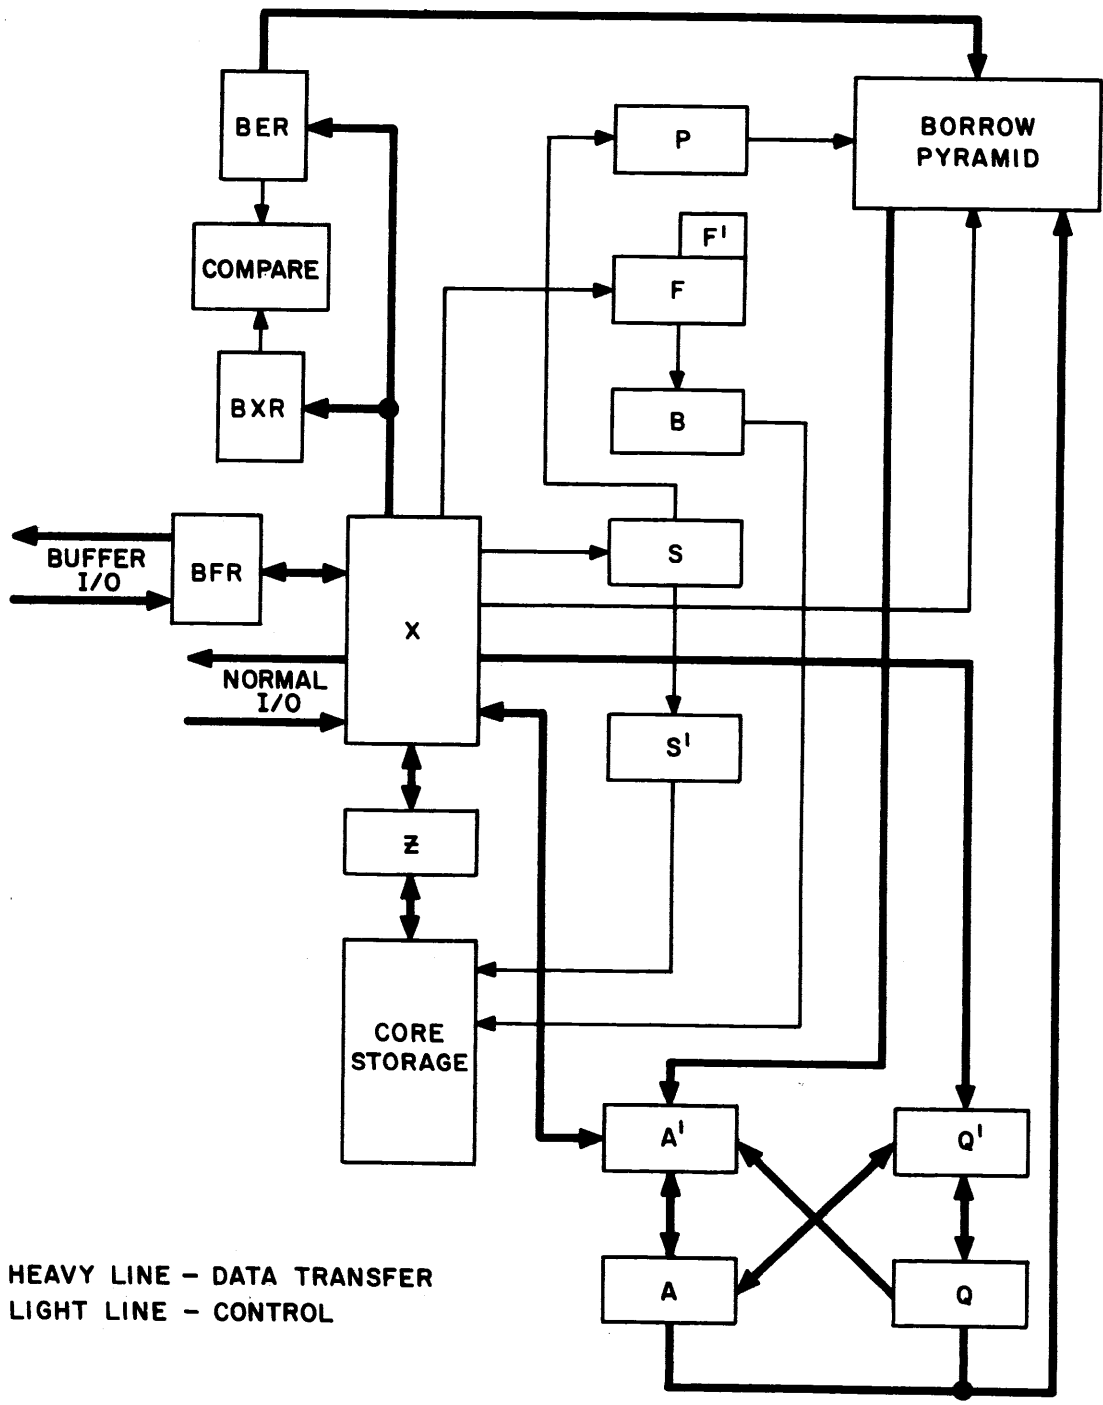 BER
BORROW
PYRAMID
P
F'
COMPARE
F
BXR
B
BUFFER
I/O
BFR
S
X
NORMAL
I/O
S'
Z
CORE
STORAGE
A'
Q'
A
Q
HEAVY LINE – DATA TRANSFER
LIGHT LINE – CONTROL